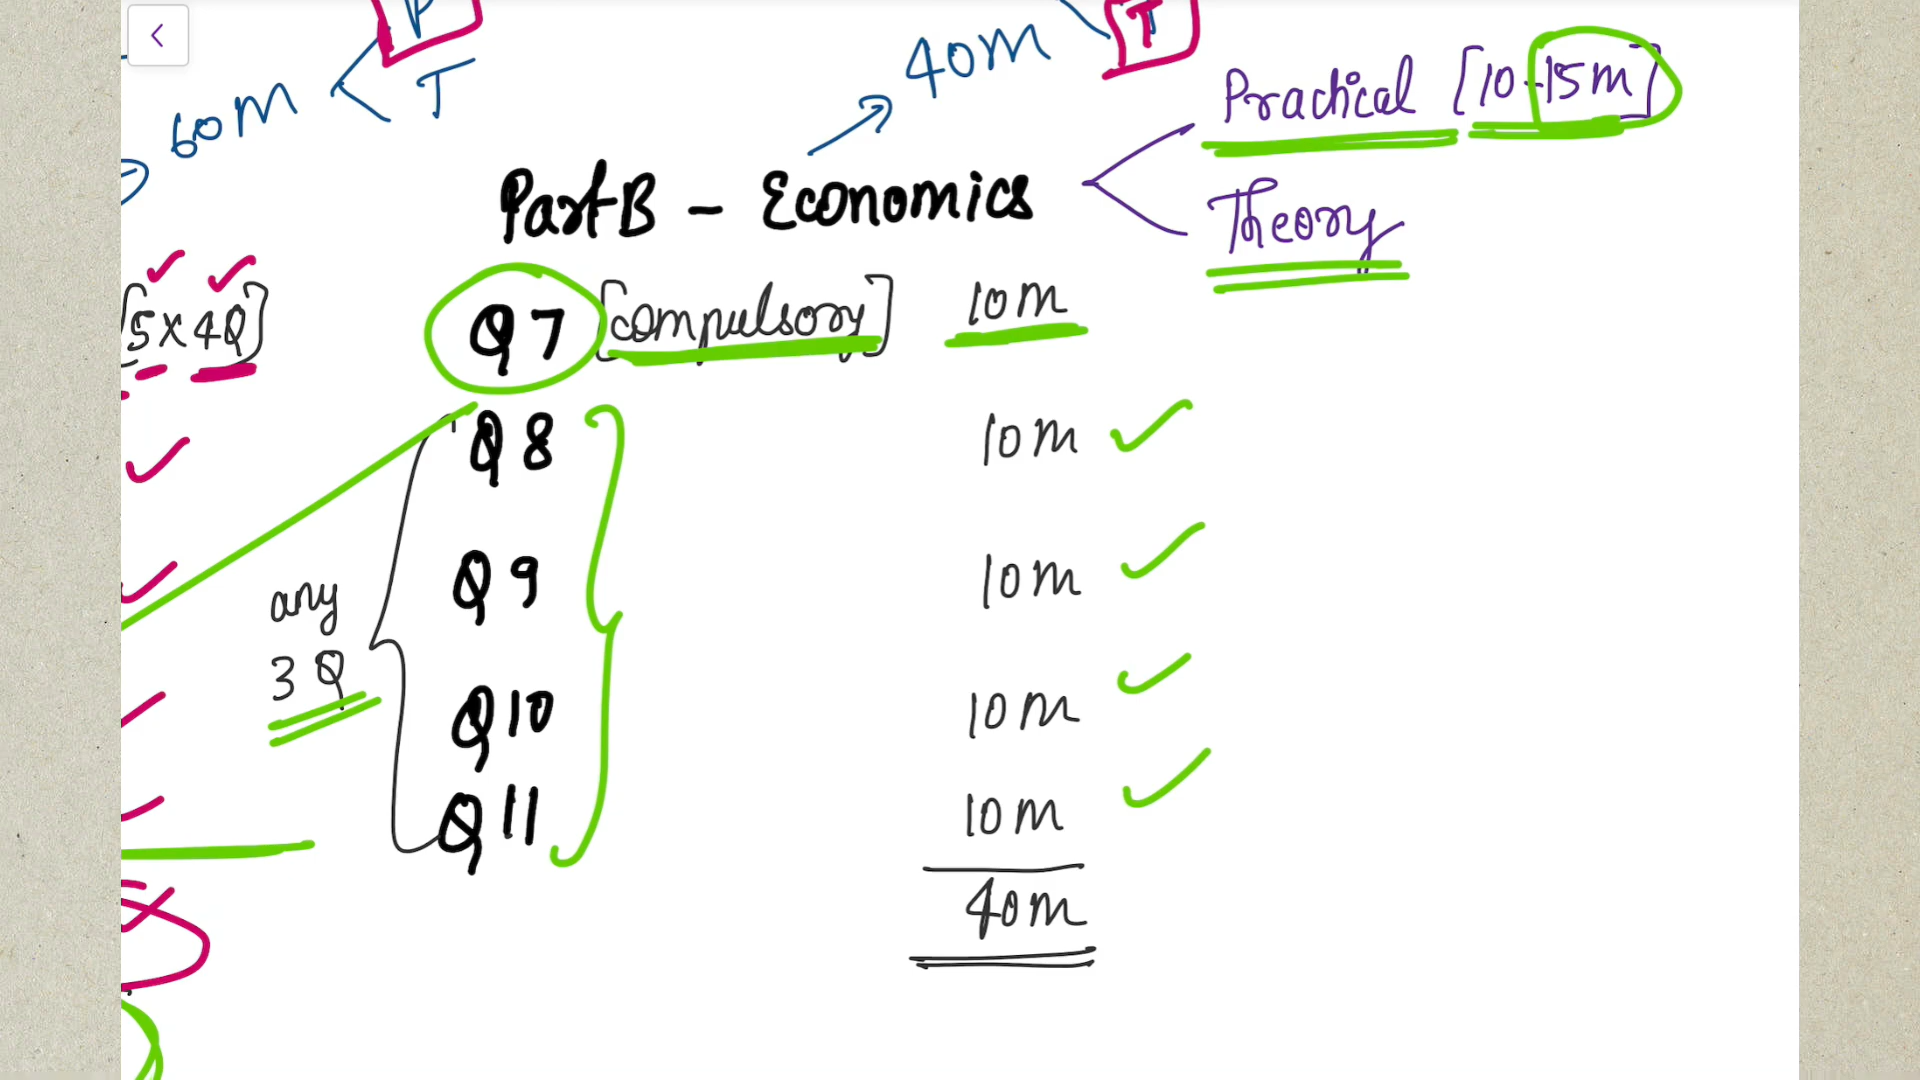 P
T
60m
T
40m
Practical [10-15m]
Part B - Economics
Theory
[5x4Q]
Q7 [compulsory] 10m
Q8 10m
Q9 10m
any
3Q
Q10 10m
Q11 10m
40m